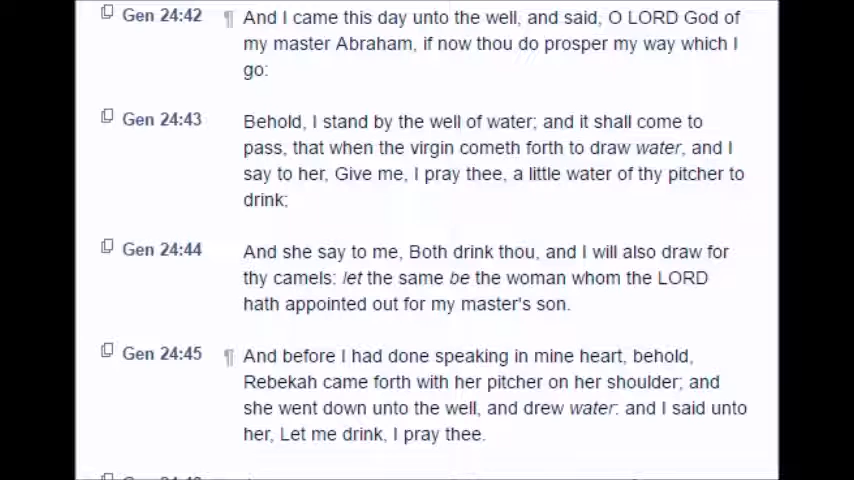 Gen 24:42 ¶ And I came this day unto the well, and said, O LORD God of
my master Abraham, if now thou do prosper my way which I
go:
Gen 24:43 Behold, I stand by the well of water; and it shall come to
pass, that when the virgin cometh forth to draw water, and I
say to her, Give me, I pray thee, a little water of thy pitcher to
drink;
Gen 24:44 And she say to me, Both drink thou, and I will also draw for
thy camels: let the same be the woman whom the LORD
hath appointed out for my master's son.
Gen 24:45 ¶ And before I had done speaking in mine heart, behold,
Rebekah came forth with her pitcher on her shoulder; and
she went down unto the well, and drew water: and I said unto
her, Let me drink, I pray thee.